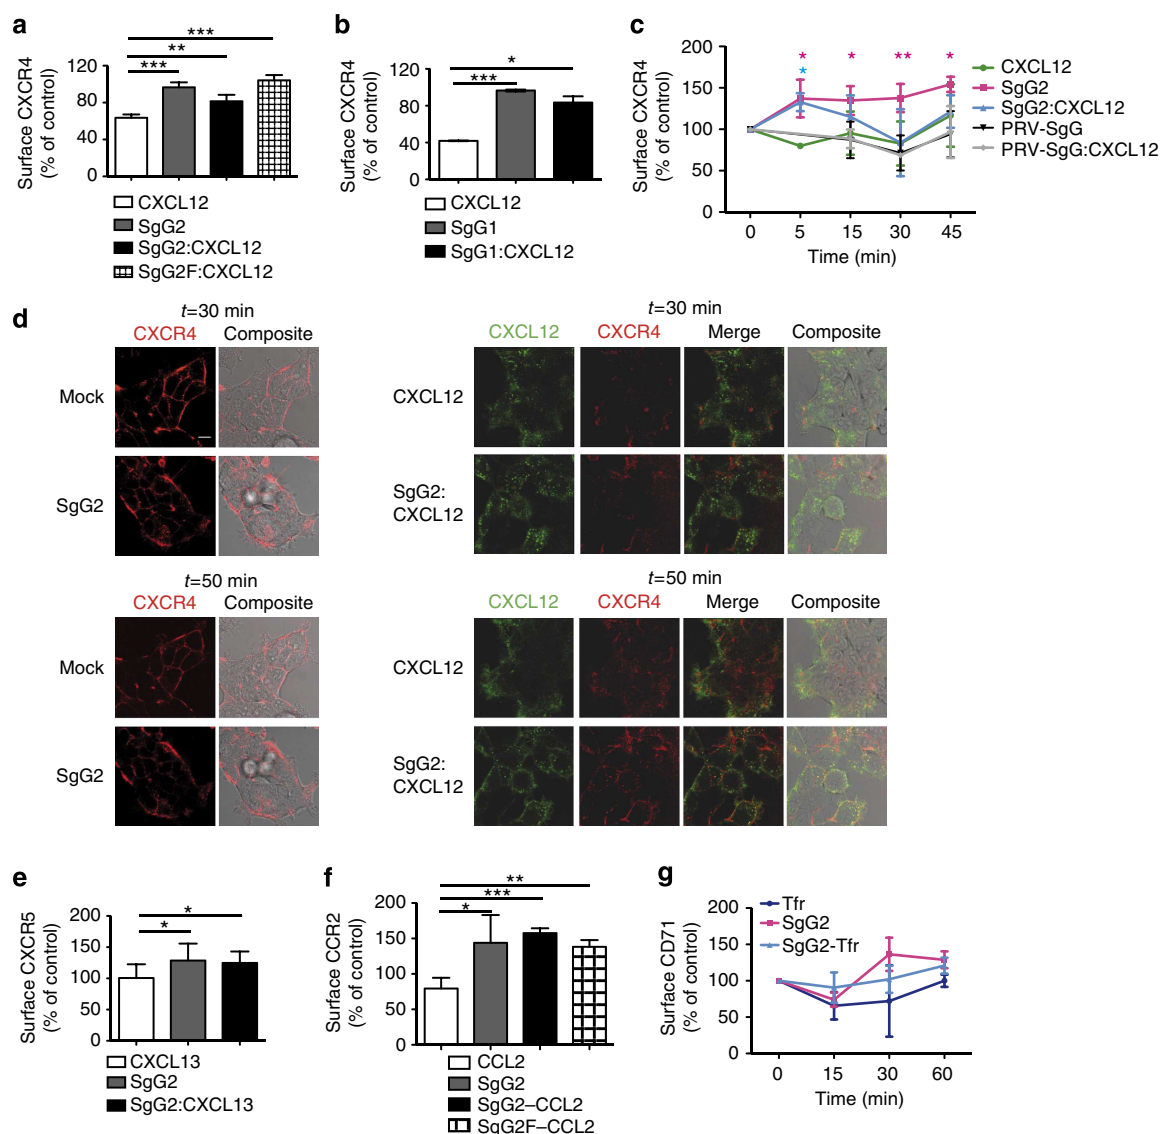 a
***
**
***
Surface CXCR4
(% of control)
120
80
40
0
CXCL12
SgG2
SgG2:CXCL12
SgG2F:CXCL12
b
*
***
Surface CXCR4
(% of control)
120
80
40
0
CXCL12
SgG1
SgG1:CXCL12
c
* * ** *
*
Surface CXCR4
(% of control)
200
150
100
50
0
0 5 15 30 45
Time (min)
CXCL12
SgG2
SgG2:CXCL12
PRV-SgG
PRV-SgG:CXCL12
d
t=30 min
CXCR4 Composite
Mock
SgG2
t=30 min
CXCL12 CXCR4 Merge Composite
CXCL12
SgG2:
CXCL12
t=50 min
CXCR4 Composite
Mock
SgG2
t=50 min
CXCL12 CXCR4 Merge Composite
CXCL12
SgG2:
CXCL12
e
*
*
Surface CXCR5
(% of control)
200
150
100
50
0
CXCL13
SgG2
SgG2:CXCL13
f
**
***
*
Surface CCR2
(% of control)
200
150
100
50
0
CCL2
SgG2
SgG2–CCL2
SgG2F–CCL2
g
Surface CD71
(% of control)
200
150
100
50
0
Tfr
SgG2
SgG2-Tfr
0 15 30 60
Time (min)